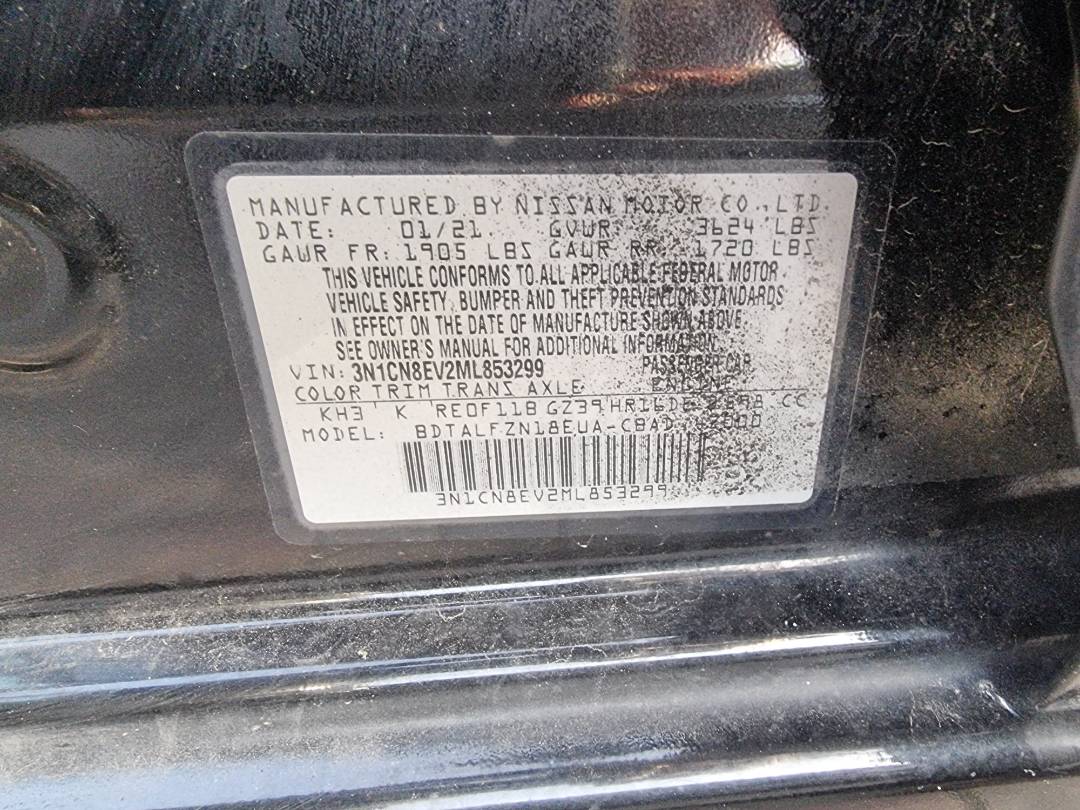 MANUFACTURED BY NISSAN MOTOR CO.,LTD.
DATE: 01/21. GVWR: 3624 LBS
GAWR FR: 1905 LBS GAWR RR: 1720 LBS
THIS VEHICLE CONFORMS TO ALL APPLICABLE FEDERAL MOTOR
VEHICLE SAFETY, BUMPER AND THEFT PREVENTION STANDARDS
IN EFFECT ON THE DATE OF MANUFACTURE SHOWN ABOVE.
SEE OWNER'S MANUAL FOR ADDITIONAL INFORMATION.
VIN: 3N1CN8EV2ML853299 PASSENGER CAR
COLOR TRIM TRANS AXLE ENGINE
KH3 K RE0F11B GZ39 HR16DE 1598 CC
MODEL: BDTALFZN18EUA-CBAD
3N1CN8EV2ML853299